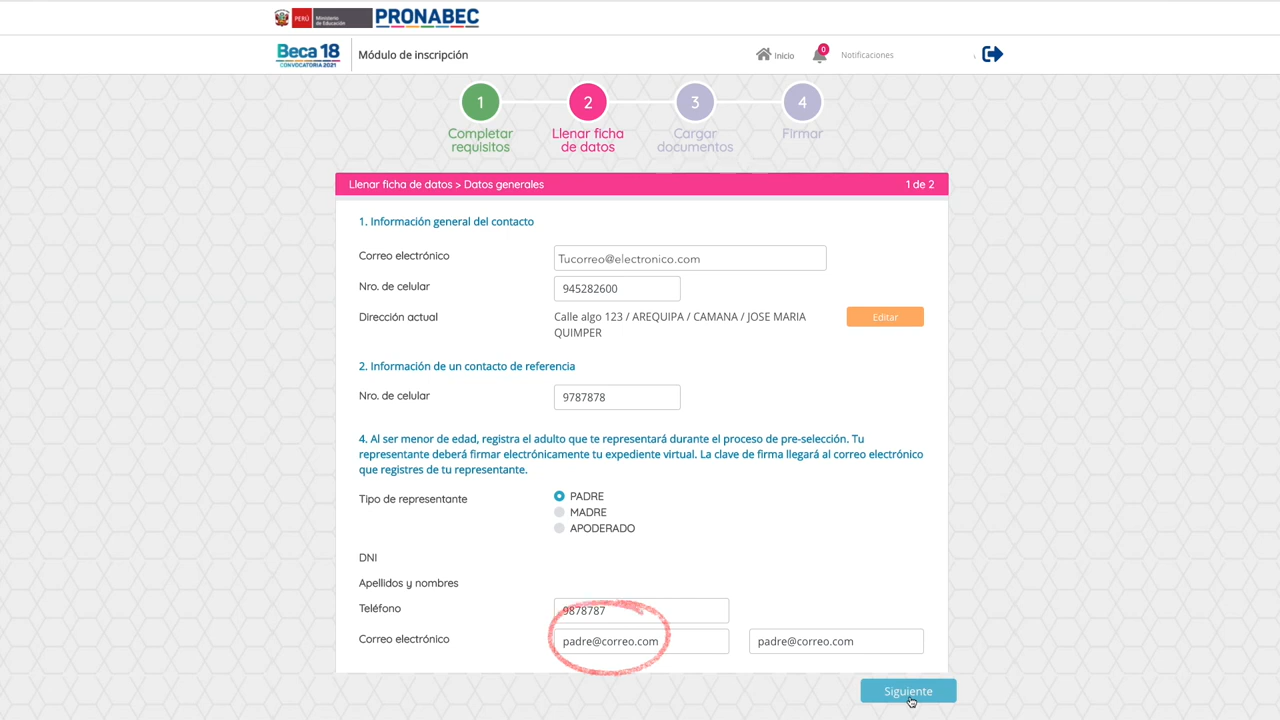 PERÚ Ministerio de Educación PRONABEC
Beca 18 CONVOCATORIA 2021 Módulo de inscripción Inicio 0 Notificaciones
1 2 3 4
Completar requisitos Llenar ficha de datos Cargar documentos Firmar
Llenar ficha de datos > Datos generales 1 de 2
1. Información general del contacto
Correo electrónico Tucorreo@electronico.com
Nro. de celular 945282600
Dirección actual Calle algo 123 / AREQUIPA / CAMANA / JOSE MARIA Editar
QUIMPER
2. Información de un contacto de referencia
Nro. de celular 9787878
4. Al ser menor de edad, registra el adulto que te representará durante el proceso de pre-selección. Tu
representante deberá firmar electrónicamente tu expediente virtual. La clave de firma llegará al correo electrónico
que registres de tu representante.
Tipo de representante PADRE
MADRE
APODERADO
DNI
Apellidos y nombres
Teléfono 9878787
Correo electrónico padre@correo.com padre@correo.com
Siguiente